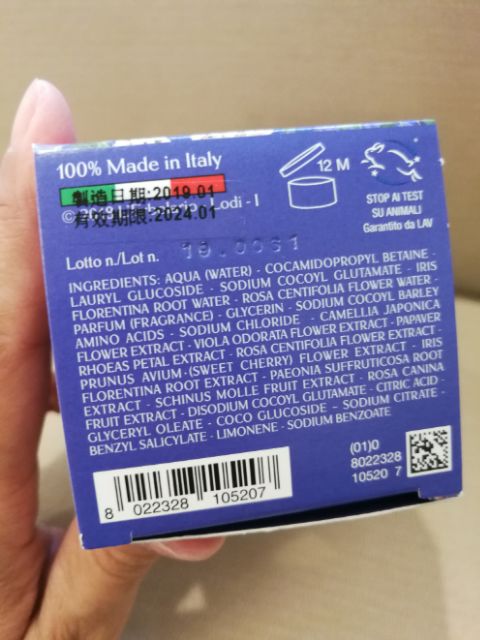 100% Made in Italy
製造日期:2019.01
© 2018 L'Erbolario - Lodi - I
有效期限:2024.01
12 M
STOP AI TEST
SU ANIMALI
Garantito da LAV
Lotto n./Lot n.
19.0061
INGREDIENTS: AQUA (WATER) - COCAMIDOPROPYL BETAINE -
LAURYL GLUCOSIDE - SODIUM COCOYL GLUTAMATE - IRIS
FLORENTINA ROOT WATER - ROSA CENTIFOLIA FLOWER WATER -
PARFUM (FRAGRANCE) - GLYCERIN - SODIUM COCOYL BARLEY
AMINO ACIDS - SODIUM CHLORIDE - CAMELLIA JAPONICA
FLOWER EXTRACT - VIOLA ODORATA FLOWER EXTRACT - PAPAVER
RHOEAS PETAL EXTRACT - ROSA CENTIFOLIA FLOWER EXTRACT -
PRUNUS AVIUM (SWEET CHERRY) FLOWER EXTRACT - IRIS
FLORENTINA ROOT EXTRACT - PAEONIA SUFFRUTICOSA ROOT
EXTRACT - SCHINUS MOLLE FRUIT EXTRACT - ROSA CANINA
FRUIT EXTRACT - DISODIUM COCOYL GLUTAMATE - CITRIC ACID -
GLYCERYL OLEATE - COCO GLUCOSIDE - SODIUM CITRATE -
BENZYL SALICYLATE - LIMONENE - SODIUM BENZOATE
8 022328 105207
(01)0
8022328
10520 7